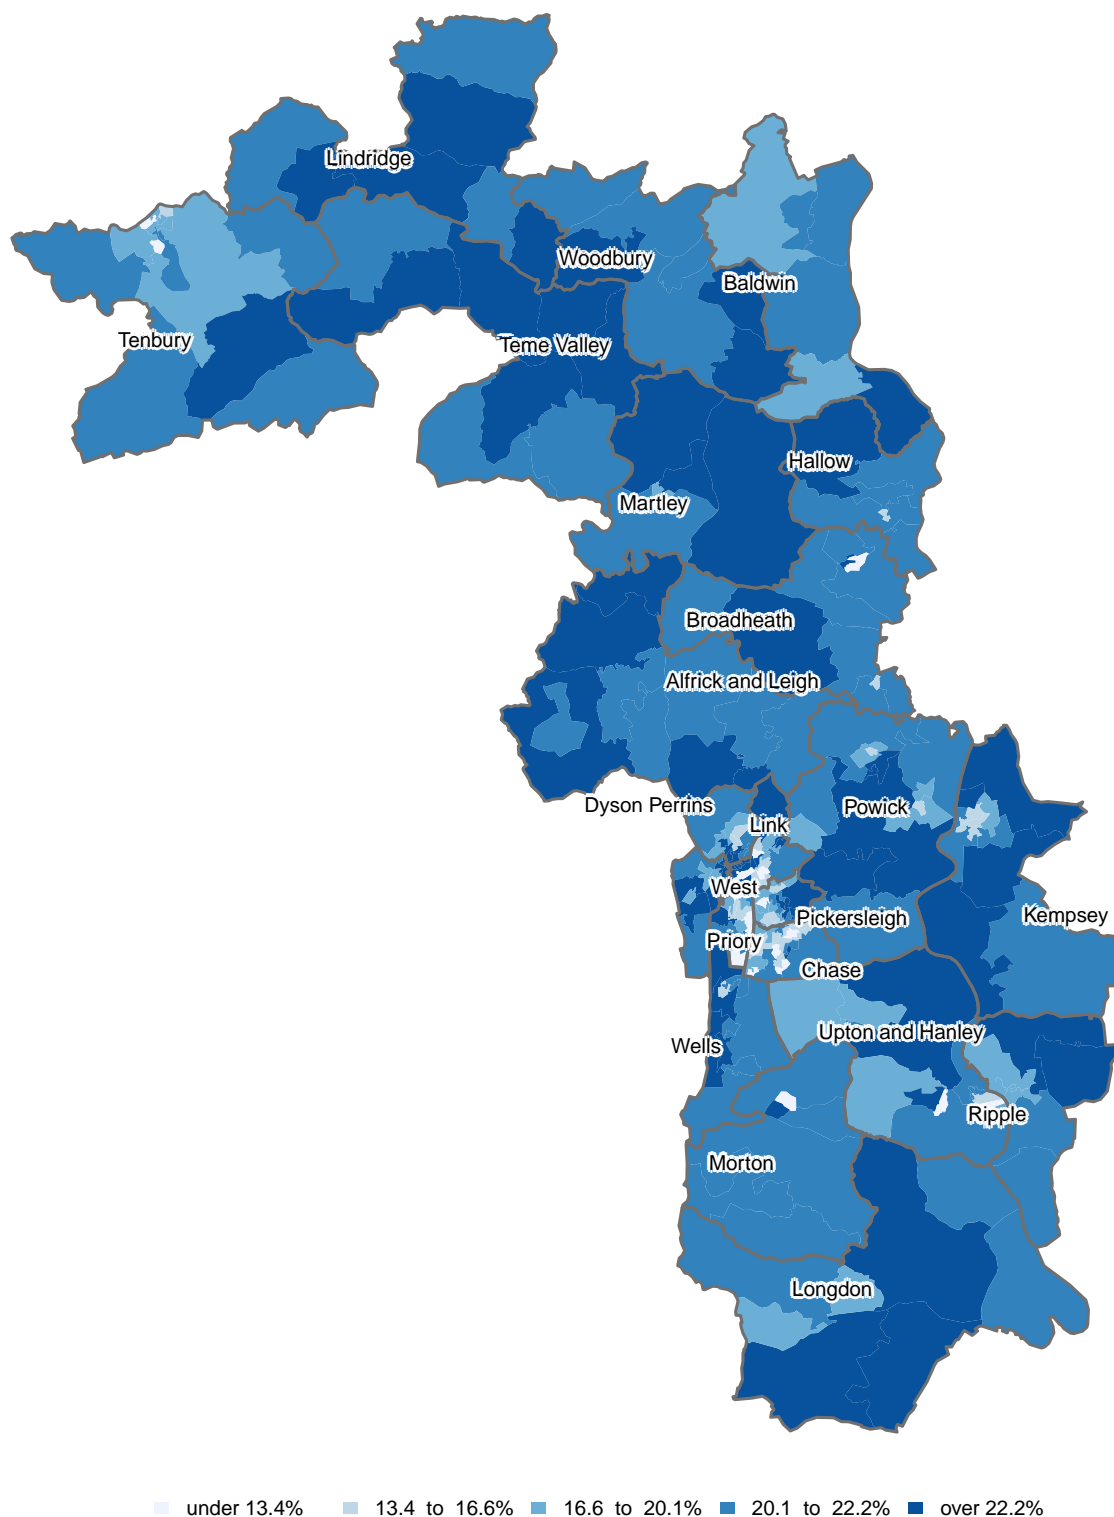 Lindridge
Woodbury
Baldwin
Tenbury
Teme Valley
Hallow
Martley
Broadheath
Alfrick and Leigh
Dyson Perrins
Powick
Link
West
Kempsey
Pickersleigh
Priory
Chase
Upton and Hanley
Wells
Ripple
Morton
Longdon
under 13.4% 13.4 to 16.6% 16.6 to 20.1% 20.1 to 22.2% over 22.2%